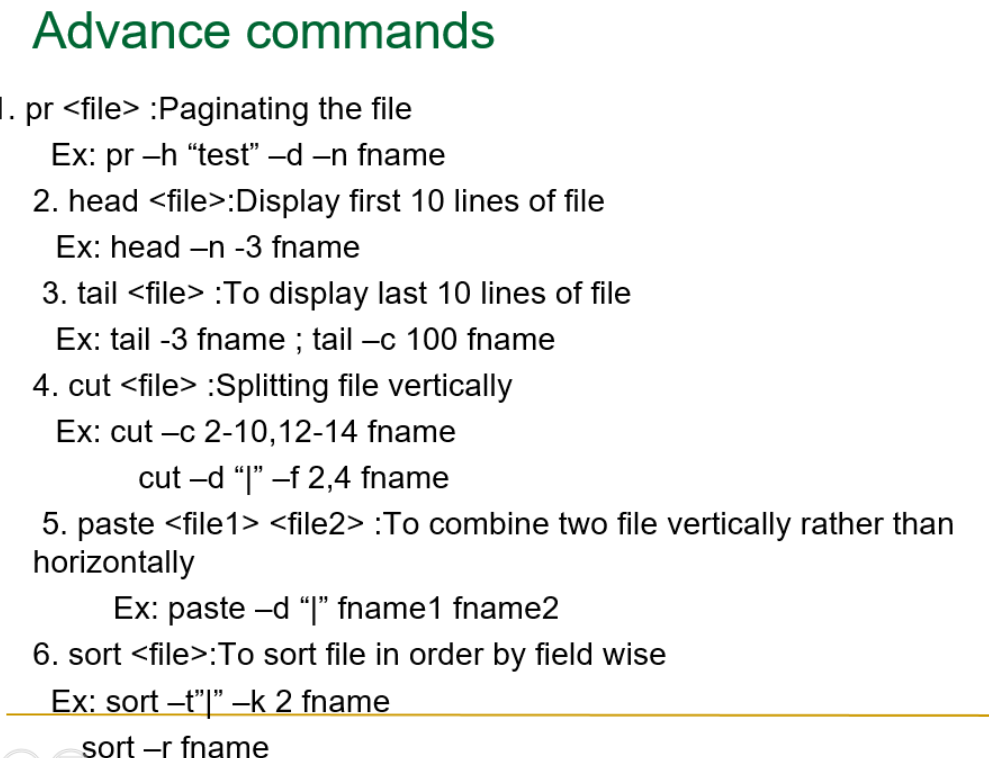 Advance commands
1. pr <file> :Paginating the file
Ex: pr –h “test” –d –n fname
2. head <file>:Display first 10 lines of file
Ex: head –n -3 fname
3. tail <file> :To display last 10 lines of file
Ex: tail -3 fname ; tail –c 100 fname
4. cut <file> :Splitting file vertically
Ex: cut –c 2-10,12-14 fname
cut –d “|” –f 2,4 fname
5. paste <file1> <file2> :To combine two file vertically rather than
horizontally
Ex: paste –d “|” fname1 fname2
6. sort <file>:To sort file in order by field wise
Ex: sort –t”|” –k 2 fname
sort –r fname